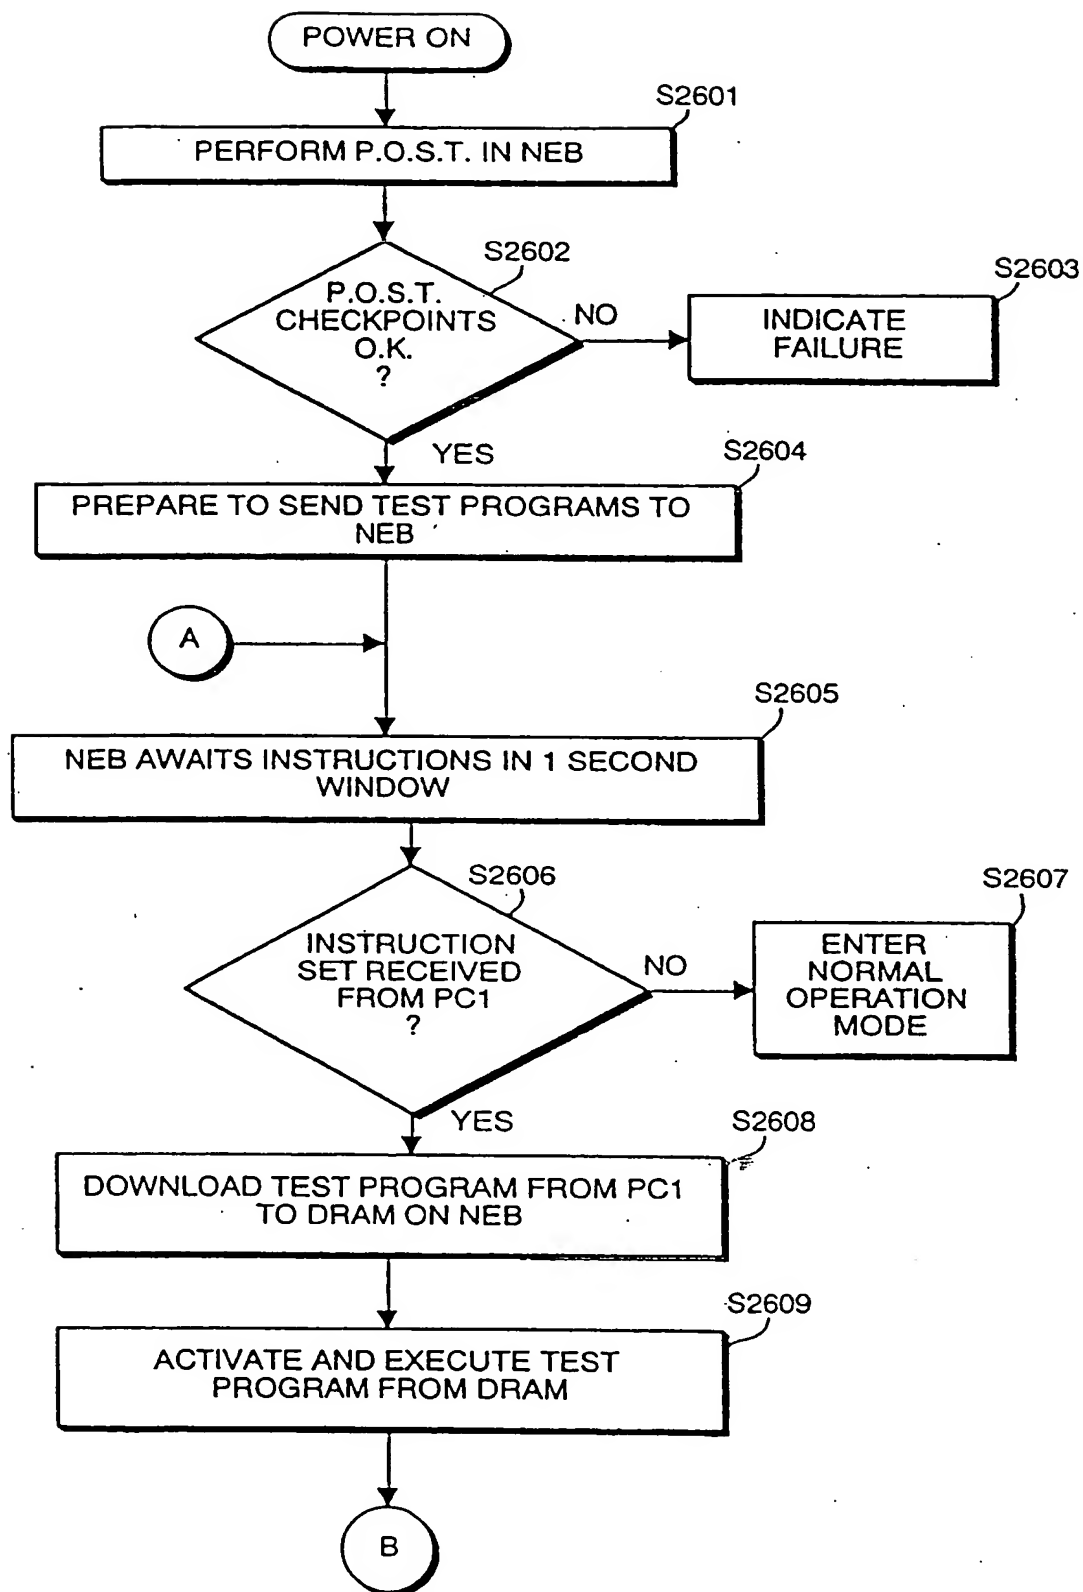 POWER ON
S2601
PERFORM P.O.S.T. IN NEB
S2602
P.O.S.T.
CHECKPOINTS
O.K.
?
NO
S2603
INDICATE
FAILURE
YES
S2604
PREPARE TO SEND TEST PROGRAMS TO
NEB
A
S2605
NEB AWAITS INSTRUCTIONS IN 1 SECOND
WINDOW
S2606
INSTRUCTION
SET RECEIVED
FROM PC1
?
NO
S2607
ENTER
NORMAL
OPERATION
MODE
YES
S2608
DOWNLOAD TEST PROGRAM FROM PC1
TO DRAM ON NEB
S2609
ACTIVATE AND EXECUTE TEST
PROGRAM FROM DRAM
B